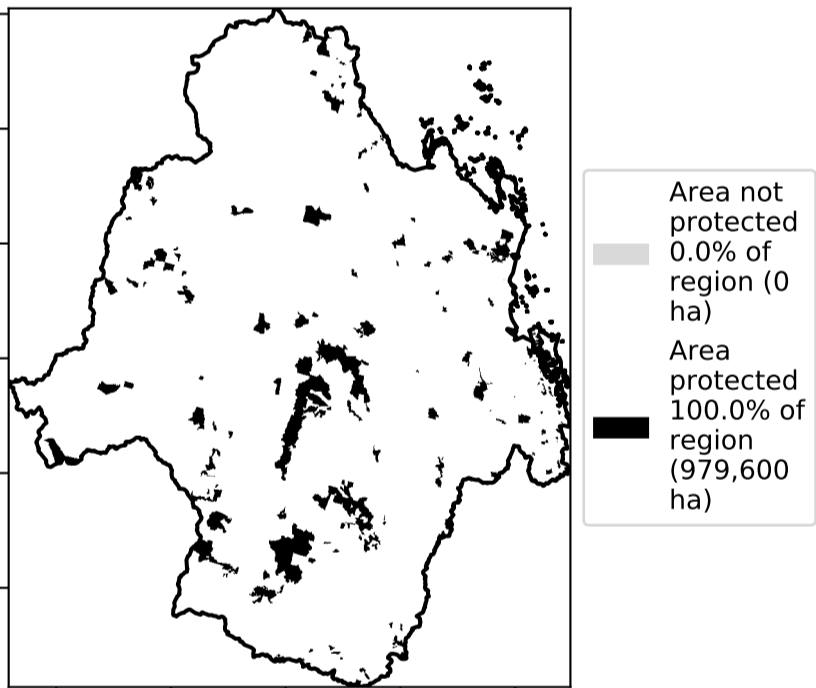 Area not
protected
0.0% of
region (0
ha)
Area
protected
100.0% of
region
(979,600
ha)